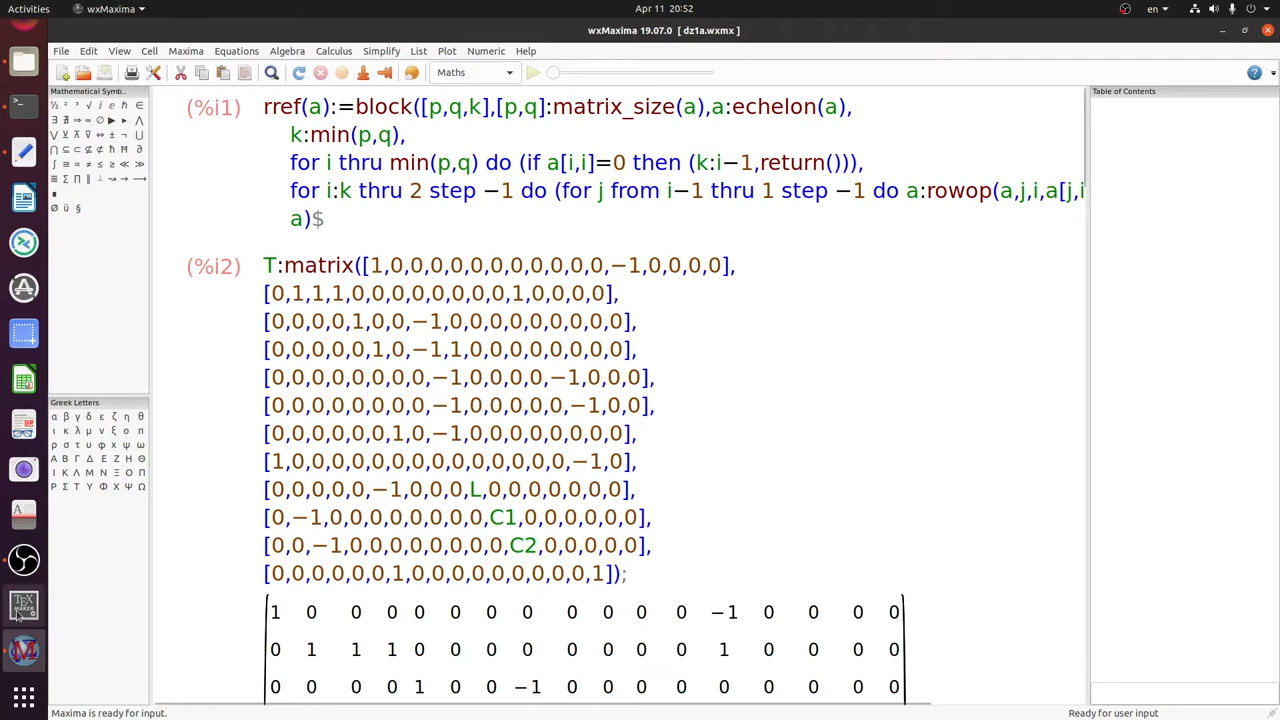 Activities
wxMaxima
Apr 11 20:52
en
wxMaxima 19.07.0 [ dz1a.wxmx ]
File Edit View Cell Maxima Equations Algebra Calculus Simplify List Plot Numeric Help
Maths
Mathematical Symb..
Table of Contents
½ ² ³ √ ⅈ ⅇ ħ ∈
∃ ∄ ⇒ ∞ ∅ ▶ ▸ ⋀
⋁ ⊻ ⊼ ⊽ ⇔ ± ¬ ⋃
⋂ ⊆ ⊂ ⊈ ⊄ ħ Ħ ∂
∫ ≅ ∝ ≠ ≤ ≥ ≪ ≫
≣ ∑ ∏ ∥ ⟂ ⇝ → ⟶
∎
Ø ü §
Greek Letters
α β γ δ ε ζ η θ
ι κ λ μ ν ξ ο π
ρ σ τ υ φ χ ψ ω
Α Β Γ Δ Ε Ζ Η Θ
Ι Κ Λ Μ Ν Ξ Ο Π
Ρ Σ Τ Υ Φ Χ Ψ Ω
(%i1) rref(a):=block([p,q,k],[p,q]:matrix_size(a),a:echelon(a),
k:min(p,q),
for i thru min(p,q) do (if a[i,i]=0 then (k:i−1,return())),
for i:k thru 2 step −1 do (for j from i−1 thru 1 step −1 do a:rowop(a,j,i,a[j,i
a)$
(%i2) T:matrix([1,0,0,0,0,0,0,0,0,0,0,0,−1,0,0,0,0],
[0,1,1,1,0,0,0,0,0,0,0,0,1,0,0,0,0],
[0,0,0,0,1,0,0,−1,0,0,0,0,0,0,0,0,0],
[0,0,0,0,0,1,0,−1,1,0,0,0,0,0,0,0,0],
[0,0,0,0,0,0,0,0,−1,0,0,0,0,−1,0,0,0],
[0,0,0,0,0,0,0,0,−1,0,0,0,0,0,−1,0,0],
[0,0,0,0,0,0,1,0,−1,0,0,0,0,0,0,0,0],
[1,0,0,0,0,0,0,0,0,0,0,0,0,0,0,−1,0],
[0,0,0,0,0,−1,0,0,0,L,0,0,0,0,0,0,0],
[0,−1,0,0,0,0,0,0,0,0,C1,0,0,0,0,0,0],
[0,0,−1,0,0,0,0,0,0,0,0,C2,0,0,0,0,0],
[0,0,0,0,0,0,1,0,0,0,0,0,0,0,0,0,1]);
1 0 0 0 0 0 0 0 0 0 0 0 −1 0 0 0 0
0 1 1 1 0 0 0 0 0 0 0 0 1 0 0 0 0
0 0 0 0 1 0 0 −1 0 0 0 0 0 0 0 0 0
Maxima is ready for input.
Ready for user input